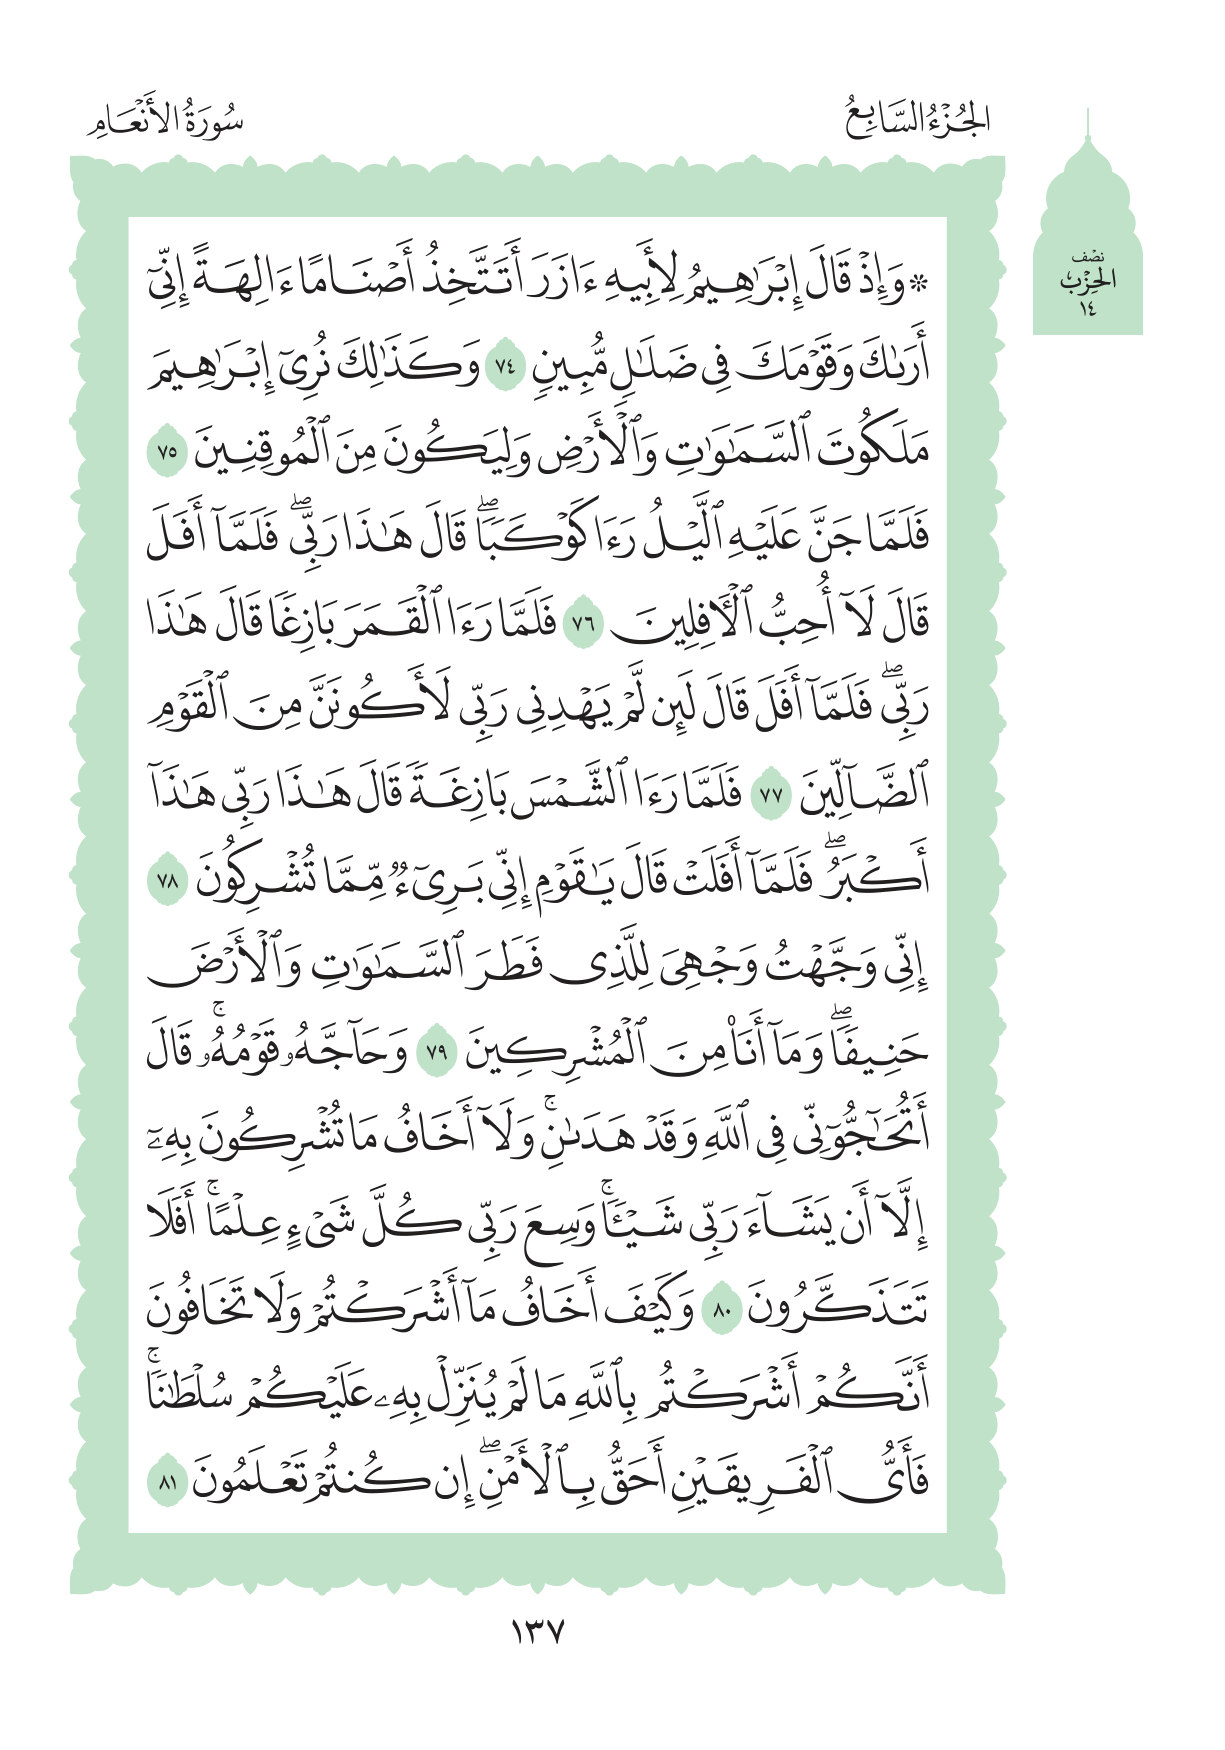 الجُزْءُ السَّابِعُ
سُورَةُ الأَنْعَامِ
نصْف
الحِزْب
١٤
۞ وَإِذْ قَالَ إِبْرَٰهِيمُ لِأَبِيهِ ءَازَرَ أَتَتَّخِذُ أَصْنَامًا ءَالِهَةً إِنِّيٓ
أَرَىٰكَ وَقَوْمَكَ فِي ضَلَٰلٖ مُّبِينٖ ٧٤ وَكَذَٰلِكَ نُرِيٓ إِبْرَٰهِيمَ
مَلَكُوتَ ٱلسَّمَٰوَٰتِ وَٱلْأَرْضِ وَلِيَكُونَ مِنَ ٱلْمُوقِنِينَ ٧٥
فَلَمَّا جَنَّ عَلَيْهِ ٱلَّيْلُ رَءَا كَوْكَبٗاۖ قَالَ هَٰذَا رَبِّيۖ فَلَمَّآ أَفَلَ
قَالَ لَآ أُحِبُّ ٱلْأٓفِلِينَ ٧٦ فَلَمَّا رَءَا ٱلْقَمَرَ بَازِغٗا قَالَ هَٰذَا
رَبِّيۖ فَلَمَّآ أَفَلَ قَالَ لَئِن لَّمْ يَهْدِنِي رَبِّي لَأَكُونَنَّ مِنَ ٱلْقَوْمِ
ٱلضَّآلِّينَ ٧٧ فَلَمَّا رَءَا ٱلشَّمْسَ بَازِغَةٗ قَالَ هَٰذَا رَبِّي هَٰذَآ
أَكْبَرُۖ فَلَمَّآ أَفَلَتْ قَالَ يَٰقَوْمِ إِنِّي بَرِيٓءٞ مِّمَّا تُشْرِكُونَ ٧٨
إِنِّي وَجَّهْتُ وَجْهِيَ لِلَّذِي فَطَرَ ٱلسَّمَٰوَٰتِ وَٱلْأَرْضَ
حَنِيفٗاۖ وَمَآ أَنَا۠ مِنَ ٱلْمُشْرِكِينَ ٧٩ وَحَآجَّهُۥ قَوْمُهُۥۚ قَالَ
أَتُحَٰٓجُّوٓنِّي فِي ٱللَّهِ وَقَدْ هَدَىٰنِۚ وَلَآ أَخَافُ مَا تُشْرِكُونَ بِهِۦٓ
إِلَّآ أَن يَشَآءَ رَبِّي شَيْـٔٗاۚ وَسِعَ رَبِّي كُلَّ شَيْءٍ عِلْمًاۚ أَفَلَا
تَتَذَكَّرُونَ ٨٠ وَكَيْفَ أَخَافُ مَآ أَشْرَكْتُمْ وَلَا تَخَافُونَ
أَنَّكُمْ أَشْرَكْتُم بِٱللَّهِ مَا لَمْ يُنَزِّلْ بِهِۦ عَلَيْكُمْ سُلْطَٰنٗاۚ
فَأَيُّ ٱلْفَرِيقَيْنِ أَحَقُّ بِٱلْأَمْنِۖ إِن كُنتُمْ تَعْلَمُونَ ٨١
١٣٧